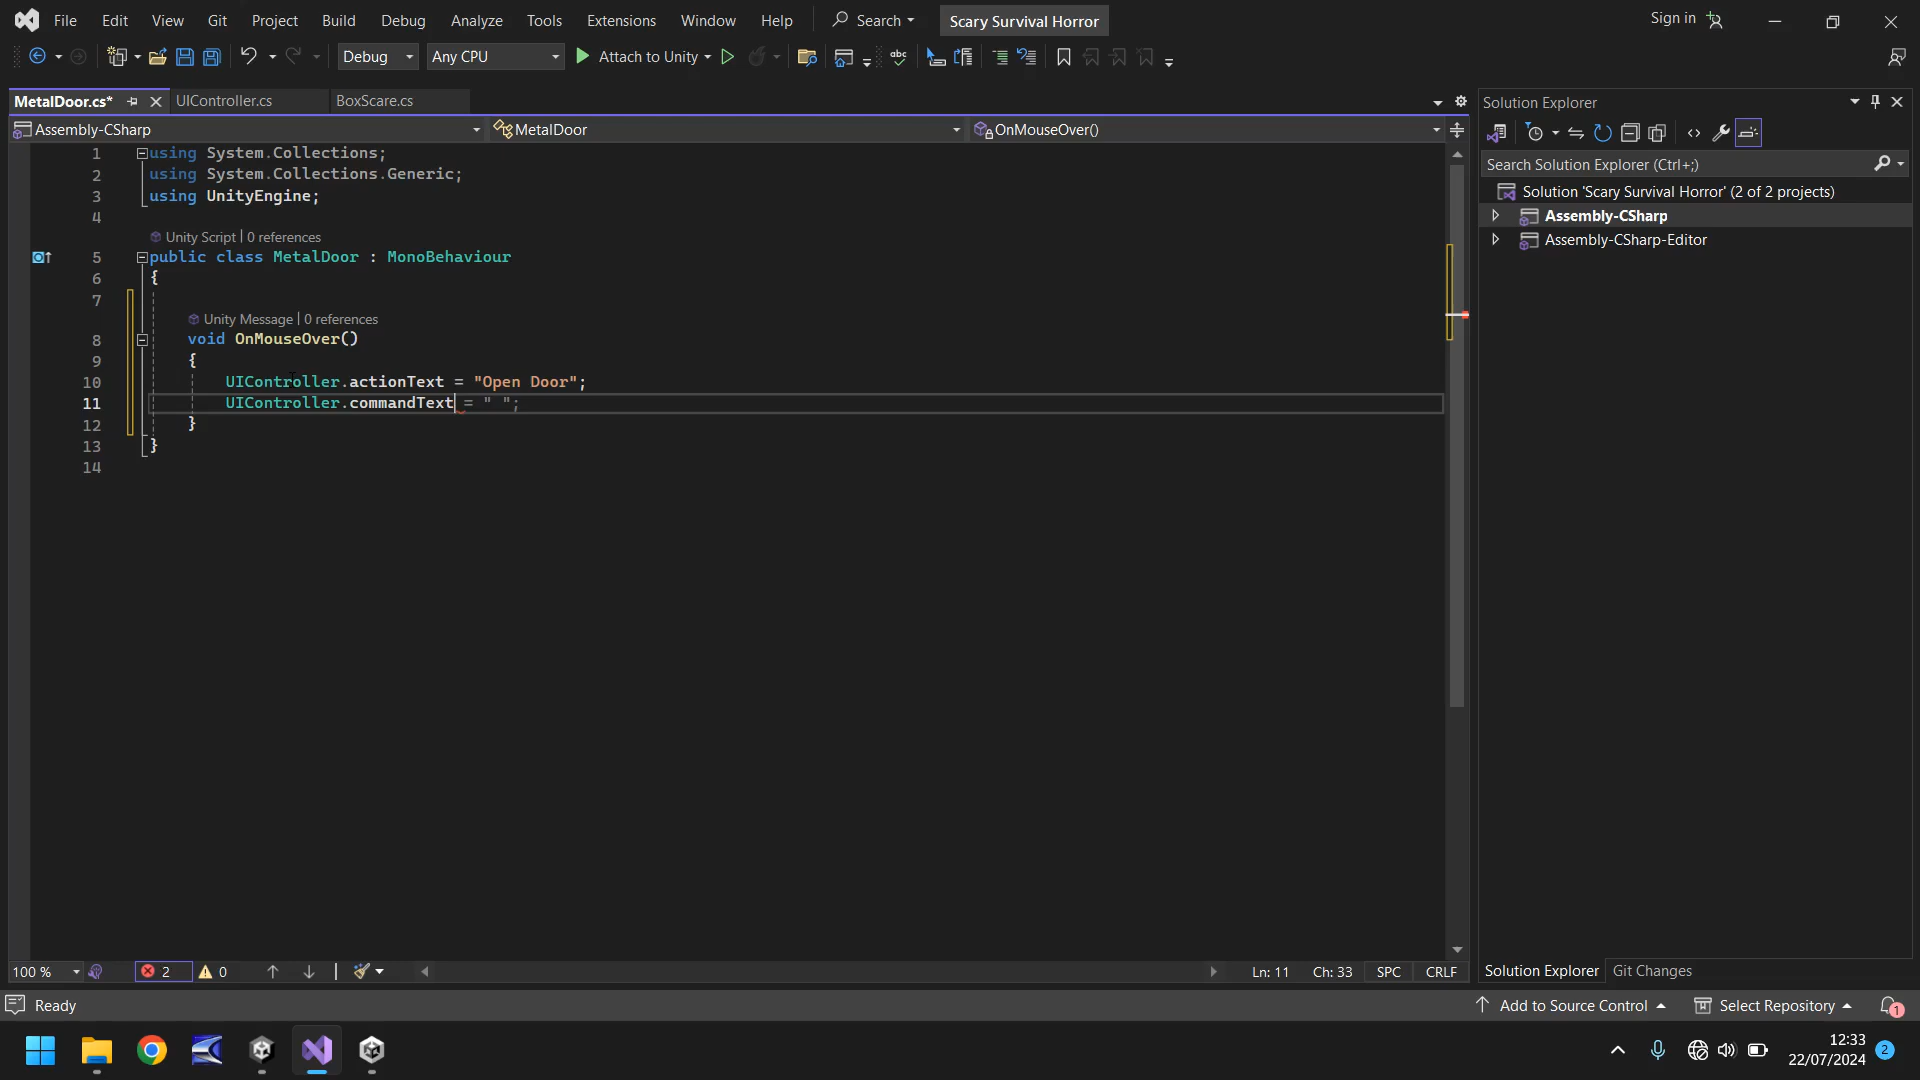 File Edit View Git Project Build Debug Analyze Tools Extensions Window Help Search Scary Survival Horror Sign in
Debug Any CPU Attach to Unity
MetalDoor.cs* UIController.cs BoxScare.cs
Assembly-CSharp MetalDoor OnMouseOver()
1 using System.Collections;
2 using System.Collections.Generic;
3 using UnityEngine;
4
Unity Script | 0 references
5 public class MetalDoor : MonoBehaviour
6 {
7
Unity Message | 0 references
8 void OnMouseOver()
9 {
10 UIController.actionText = "Open Door";
11 UIController.commandText = " ";
12 }
13 }
14
100 % 2 0 Ln: 11 Ch: 33 SPC CRLF
Solution Explorer
Search Solution Explorer (Ctrl+;)
Solution 'Scary Survival Horror' (2 of 2 projects)
Assembly-CSharp
Assembly-CSharp-Editor
Solution Explorer Git Changes
Ready Add to Source Control Select Repository 1
12:33
22/07/2024 2